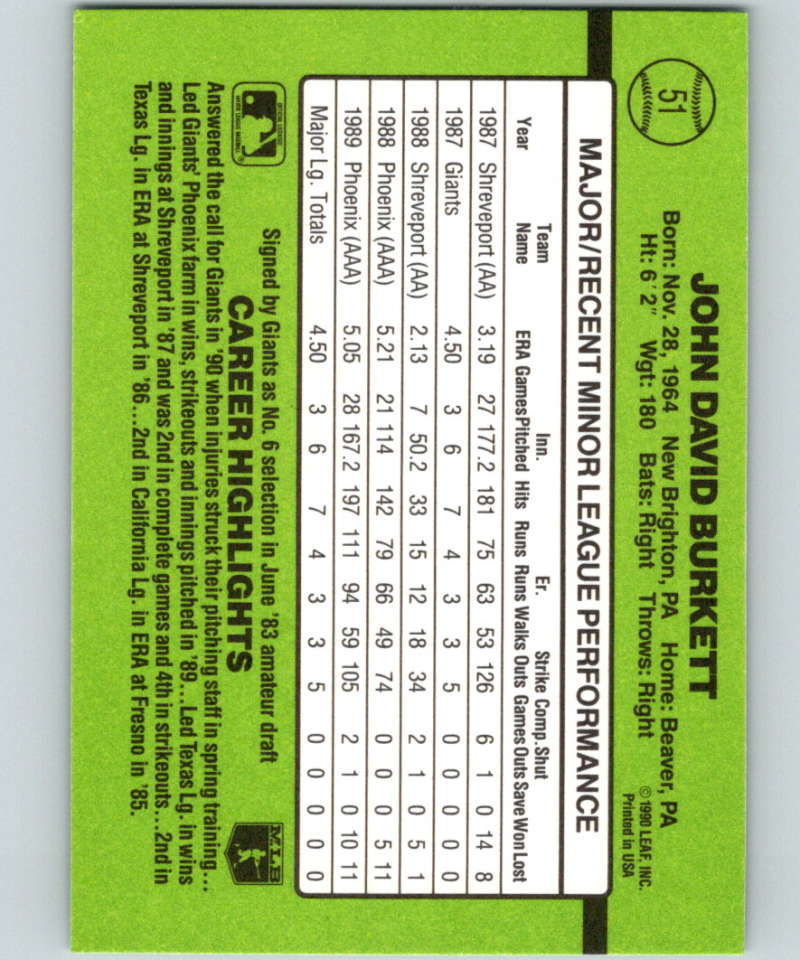 51
JOHN DAVID BURKETT
Born: Nov. 28, 1964 New Brighton, PA Home: Beaver, PA
Ht: 6'2" Wgt: 180 Bats: Right Throws: Right
© 1990 LEAF, INC.
Printed in USA
MAJOR/RECENT MINOR LEAGUE PERFORMANCE
Team Inn. Er. Strike Comp. Shut
Year Name ERA Games Pitched Hits Runs Runs Walks Outs Games Outs Save Won Lost
1987 Shreveport (AA) 3.19 27 177.2 181 75 63 53 126 6 1 0 14 8
1987 Giants 4.50 3 6 7 4 3 3 5 0 0 0 0 0
1988 Shreveport (AA) 2.13 7 50.2 33 15 12 18 34 2 1 0 5 1
1988 Phoenix (AAA) 5.21 21 114 142 79 66 49 74 0 0 0 5 11
1989 Phoenix (AAA) 5.05 28 167.2 197 111 94 59 105 2 1 0 10 11
Major Lg. Totals 4.50 3 6 7 4 3 3 5 0 0 0 0 0
Signed by Giants as No. 6 selection in June '83 amateur draft
CAREER HIGHLIGHTS
Answered the call for Giants in '90 when injuries struck their pitching staff in spring training...
Led Giants' Phoenix farm in wins, strikeouts and innings pitched in '89...Led Texas Lg. in wins
and innings at Shreveport in '87 and was 2nd in complete games and 4th in strikeouts...2nd in
Texas Lg. in ERA at Shreveport in '86...2nd in California Lg. in ERA at Fresno in '85.
MLB